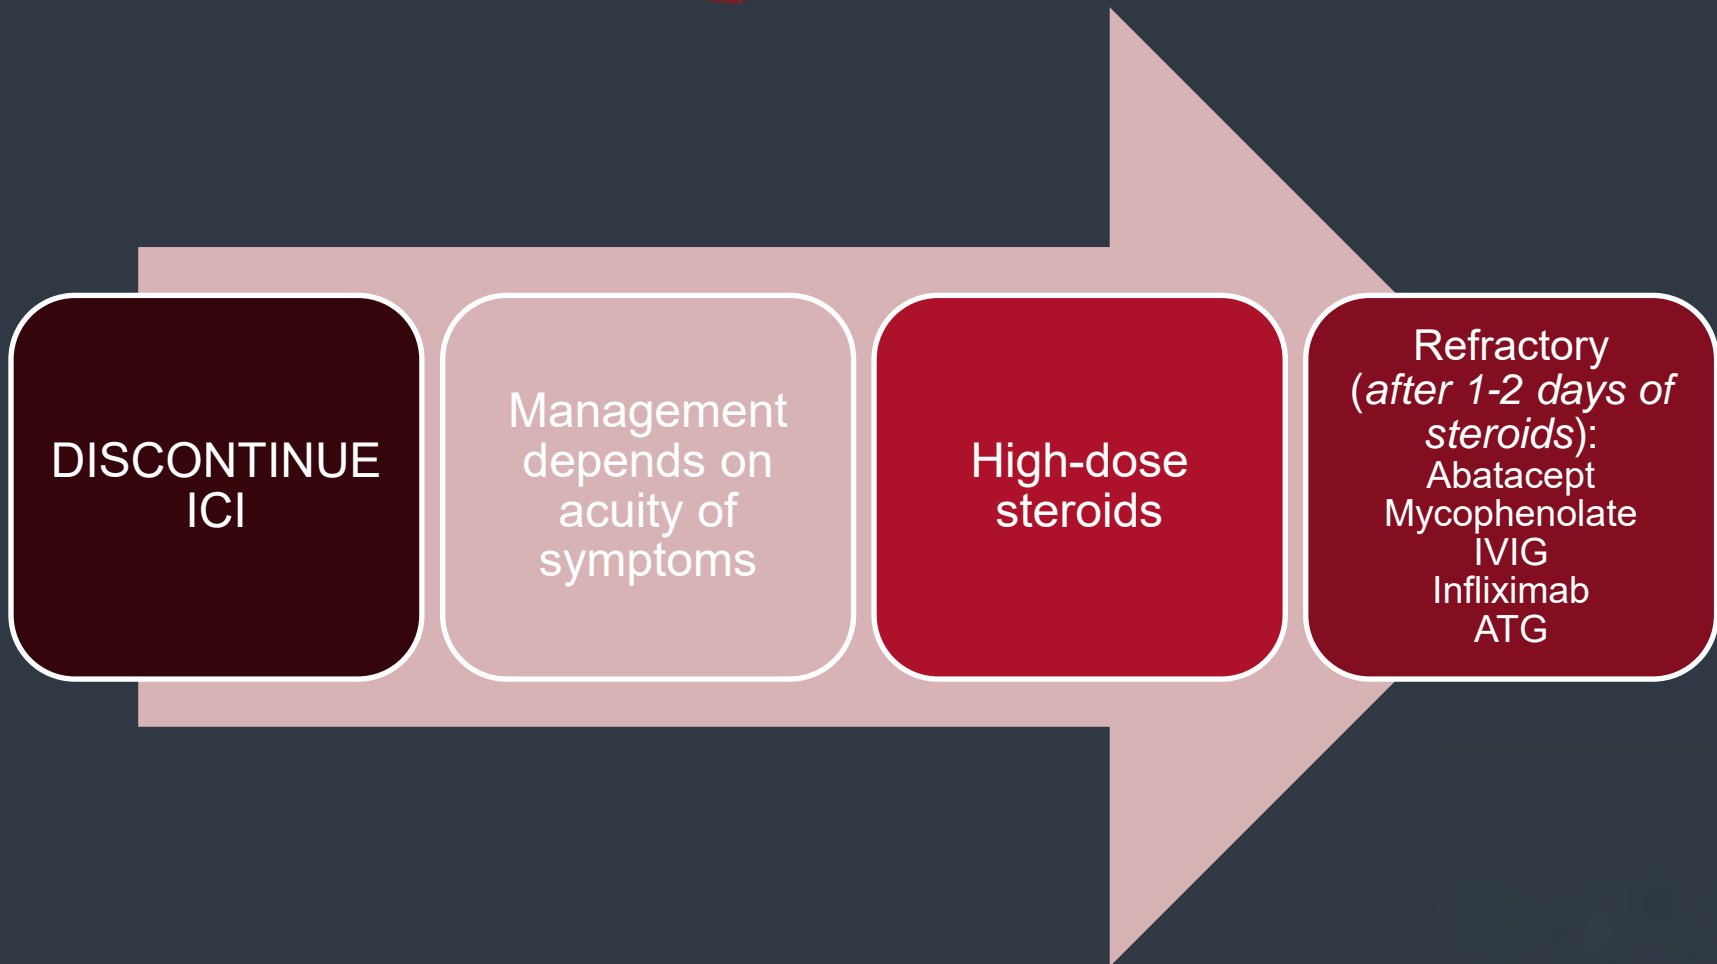 DISCONTINUE
ICI
Management
depends on
acuity of
symptoms
High-dose
steroids
Refractory
(after 1-2 days of
steroids):
Abatacept
Mycophenolate
IVIG
Infliximab
ATG